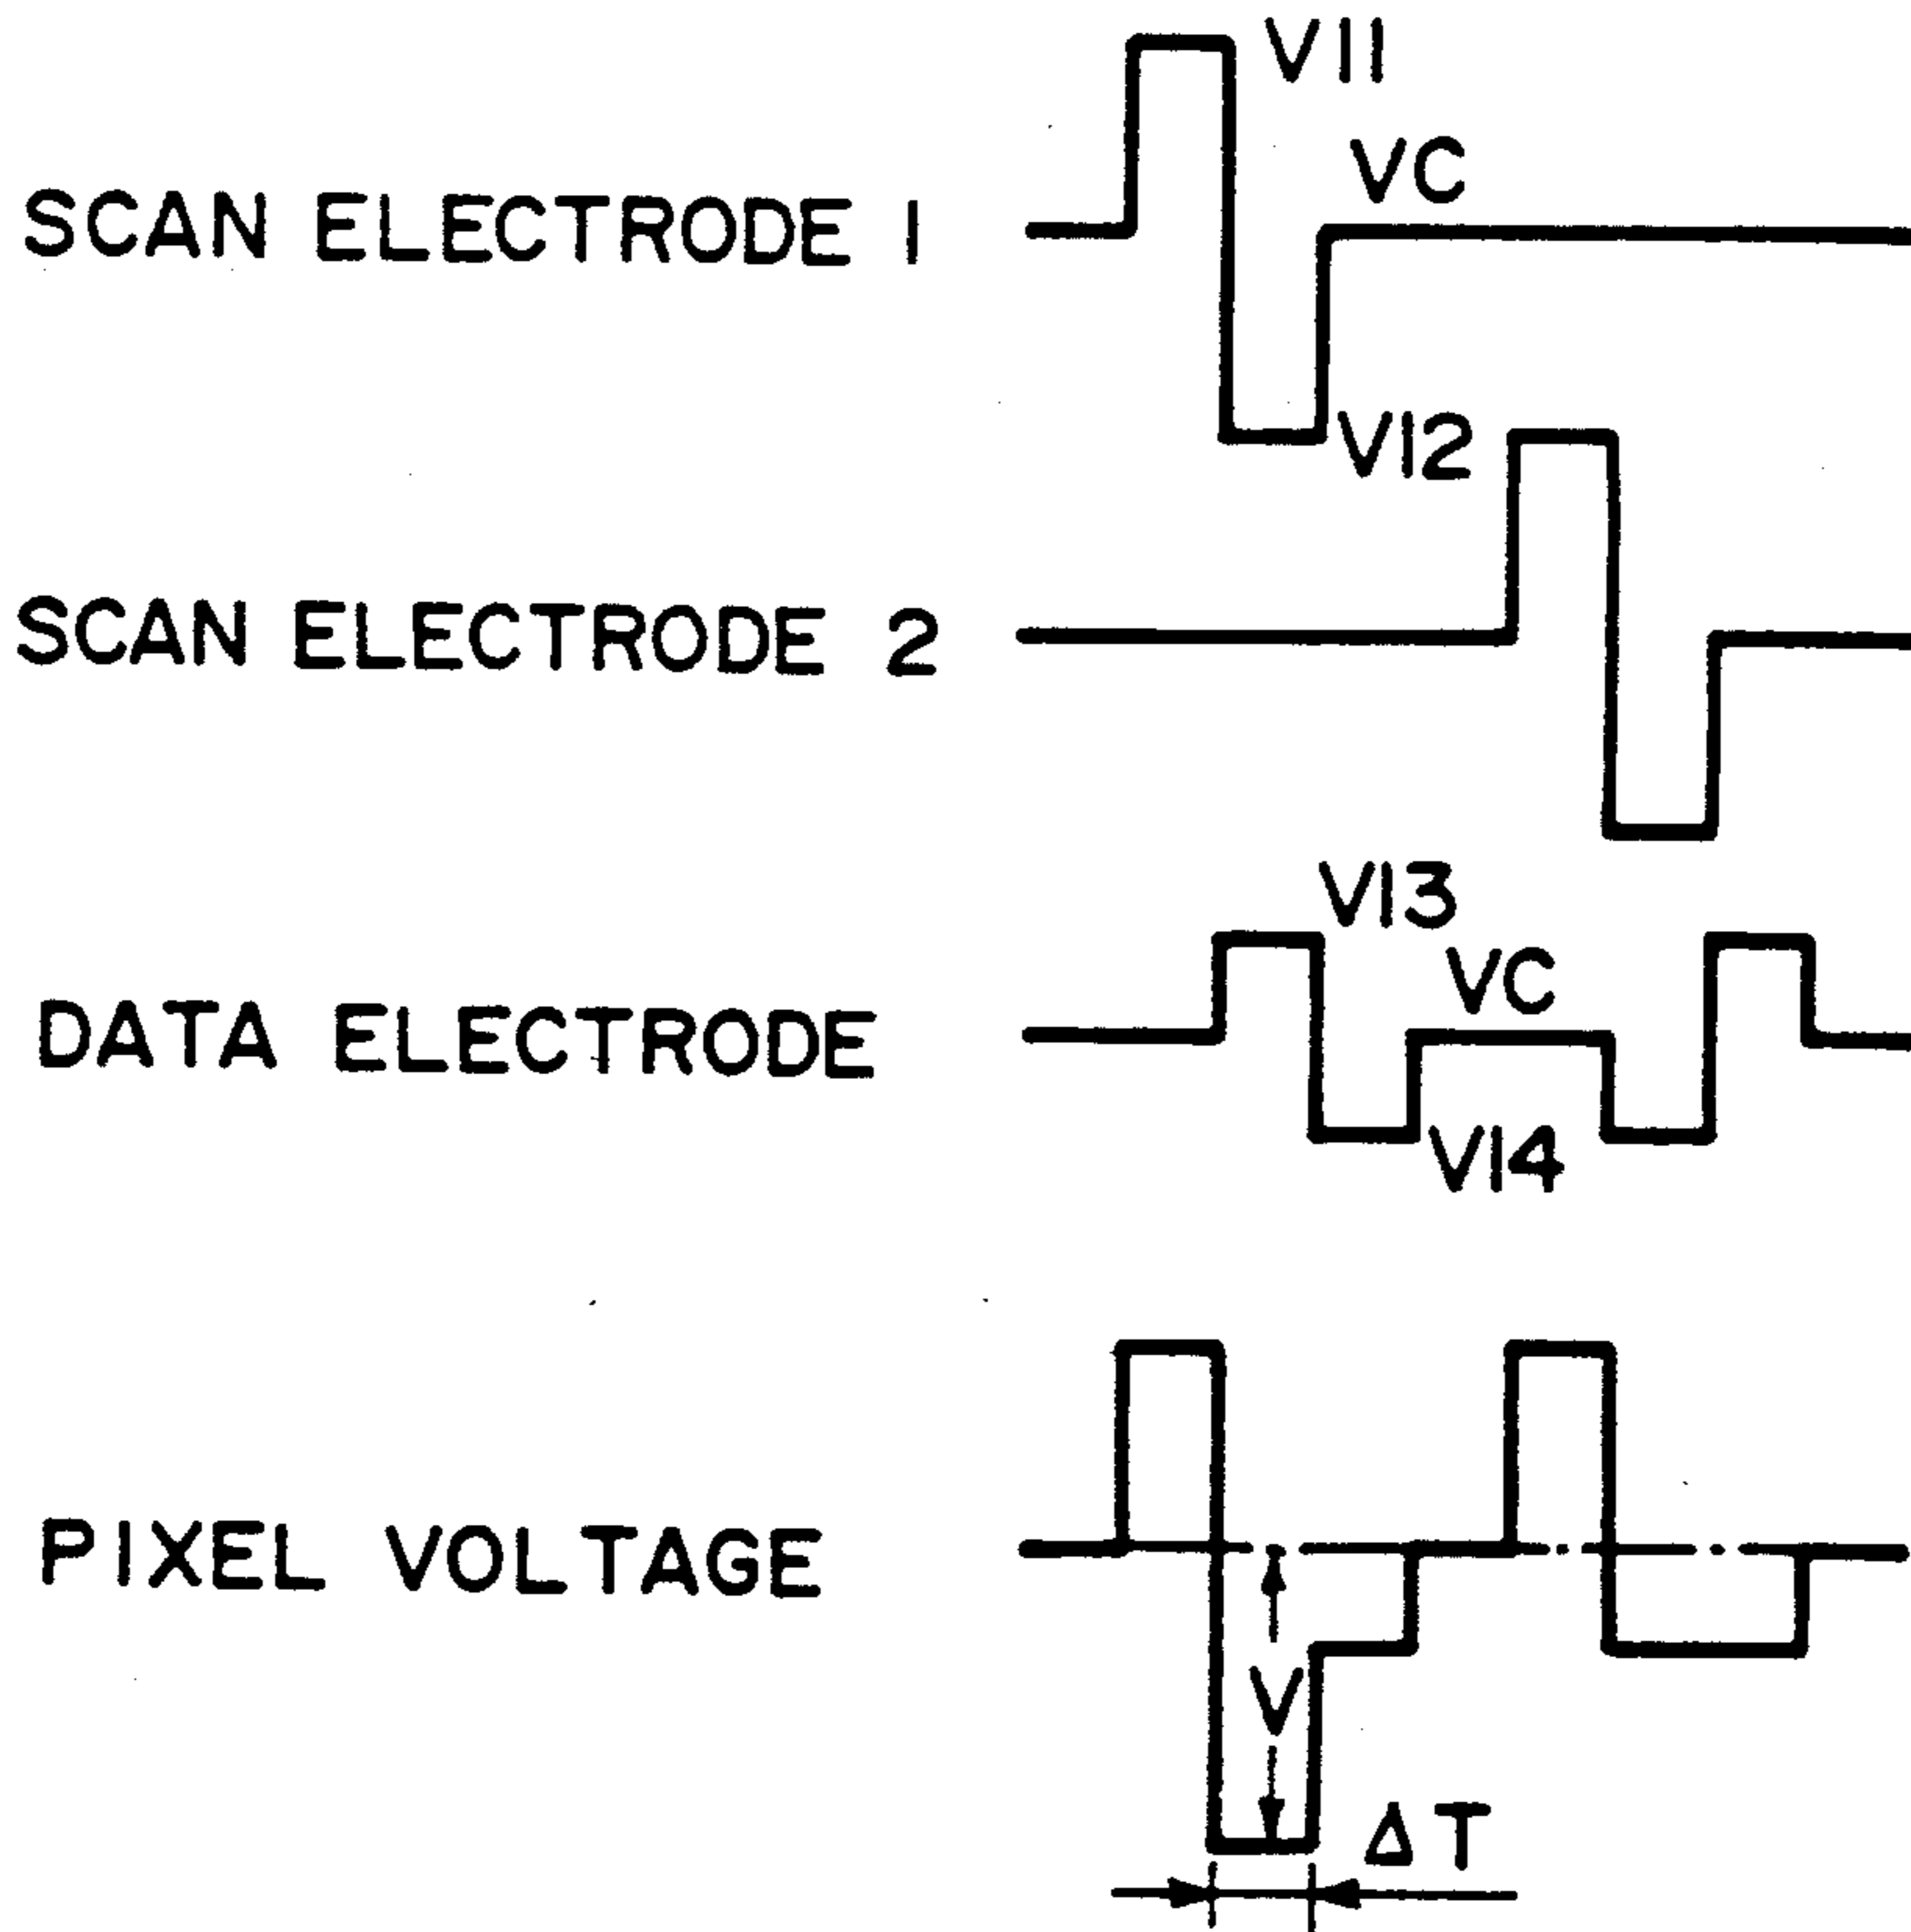 V11
VC
SCAN ELECTRODE 1
V12
SCAN ELECTRODE 2
V13
VC
DATA ELECTRODE
V14
PIXEL VOLTAGE
V
ΔT